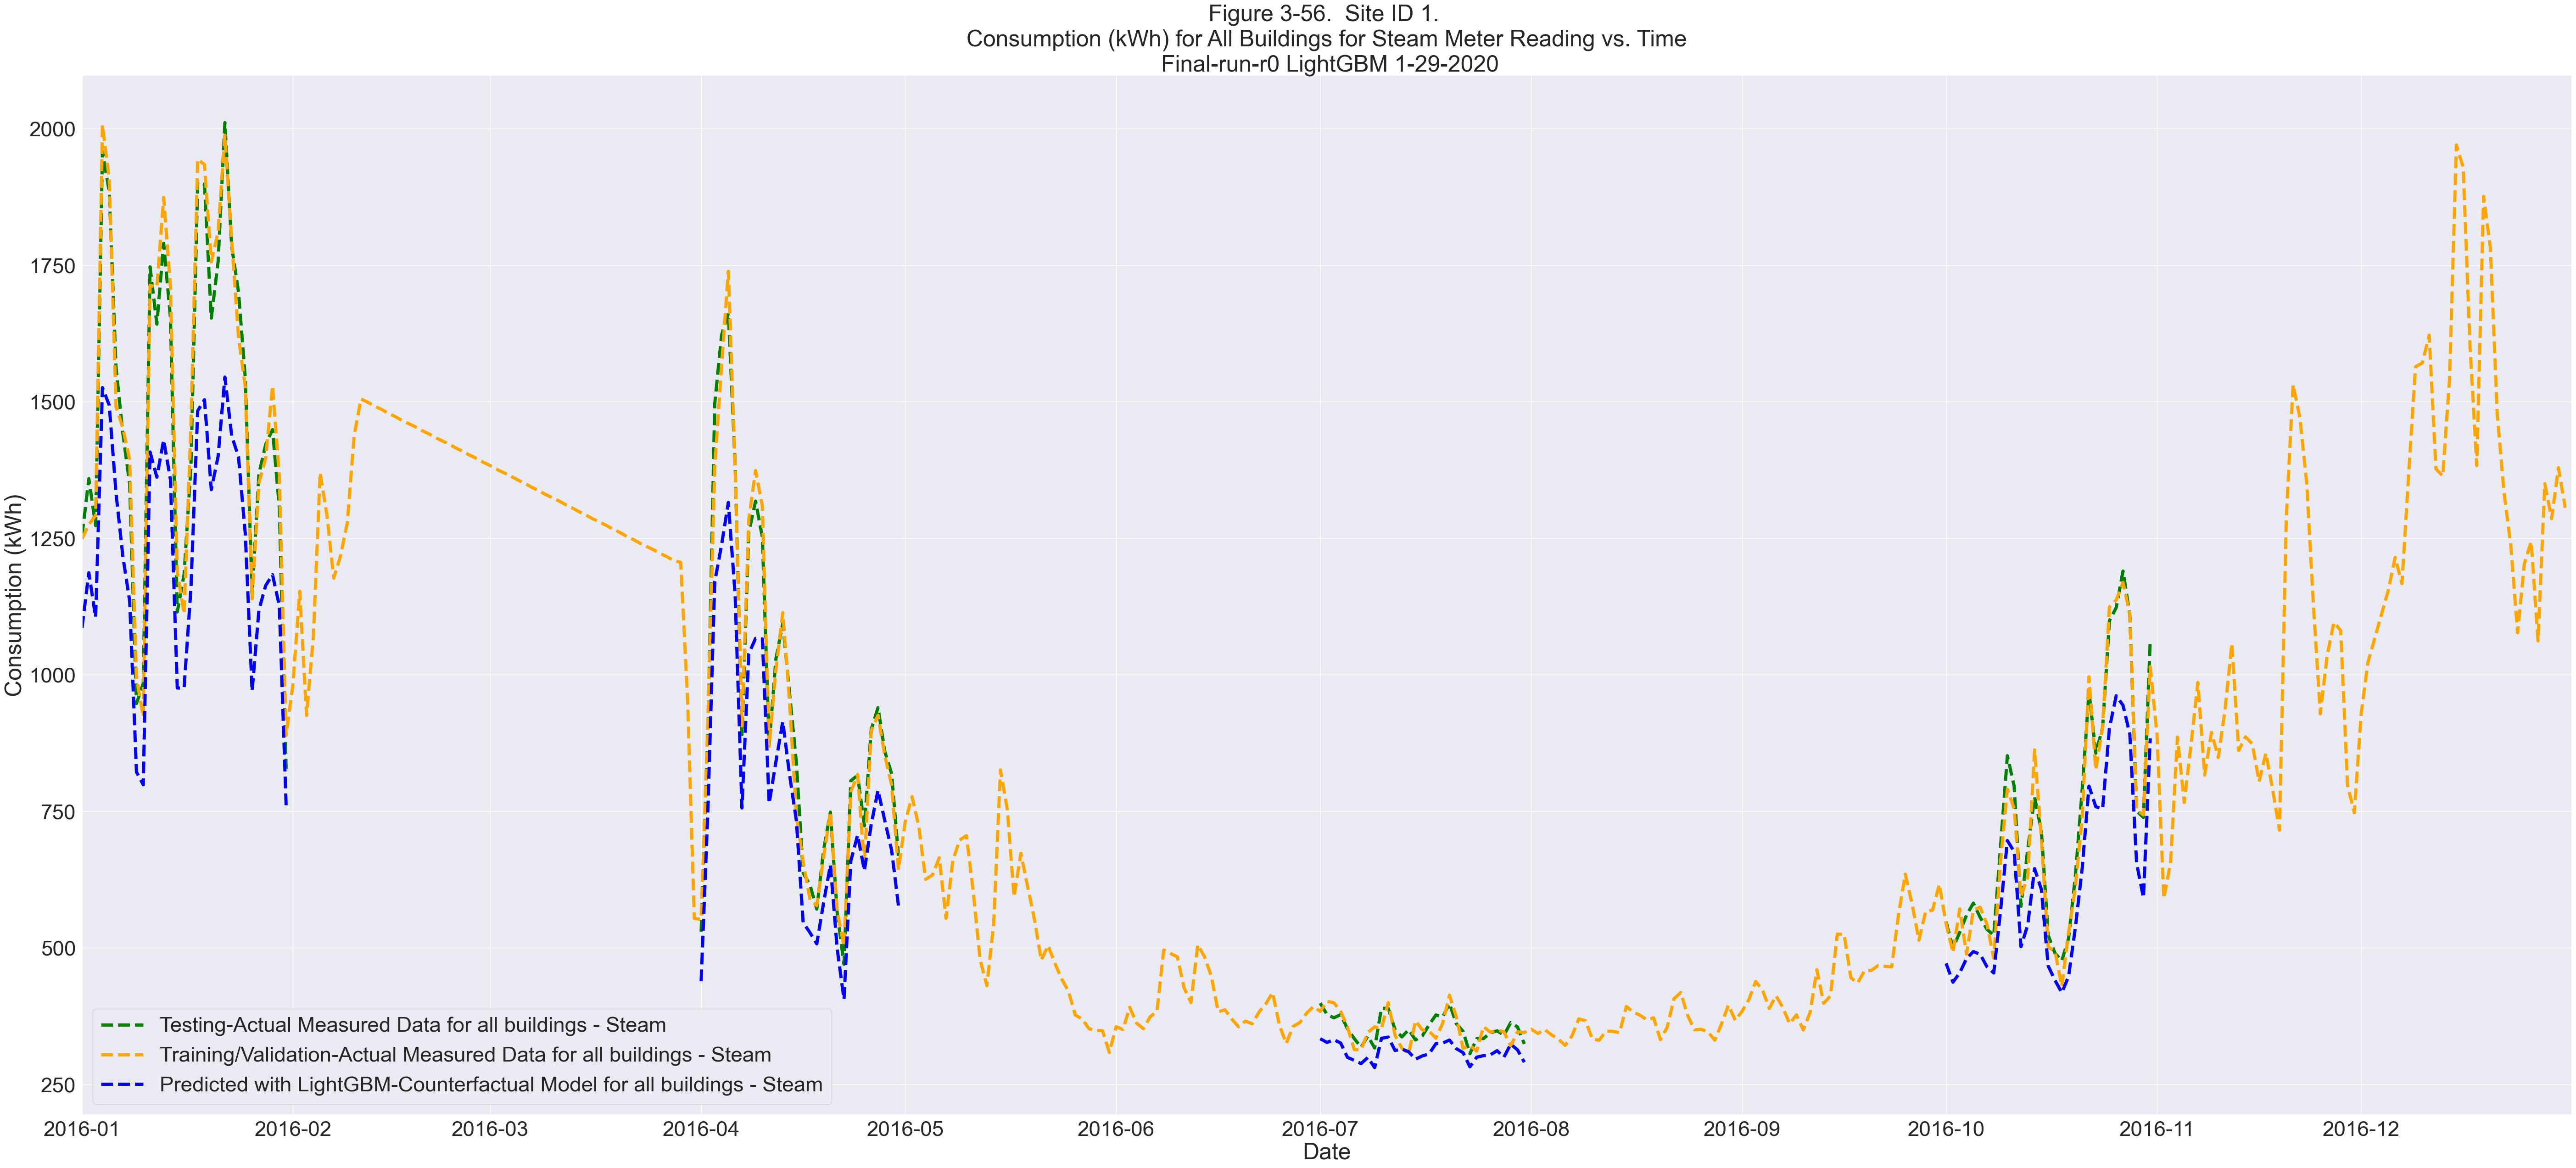 Figure 3-56.  Site ID 1.
Consumption (kWh) for All Buildings for Steam Meter Reading vs. Time
Final-run-r0 LightGBM 1-29-2020
Consumption (kWh)
2000
1750
1500
1250
1000
750
500
250
Testing-Actual Measured Data for all buildings - Steam
Training/Validation-Actual Measured Data for all buildings - Steam
Predicted with LightGBM-Counterfactual Model for all buildings - Steam
2016-01 2016-02 2016-03 2016-04 2016-05 2016-06 2016-07 2016-08 2016-09 2016-10 2016-11 2016-12
Date